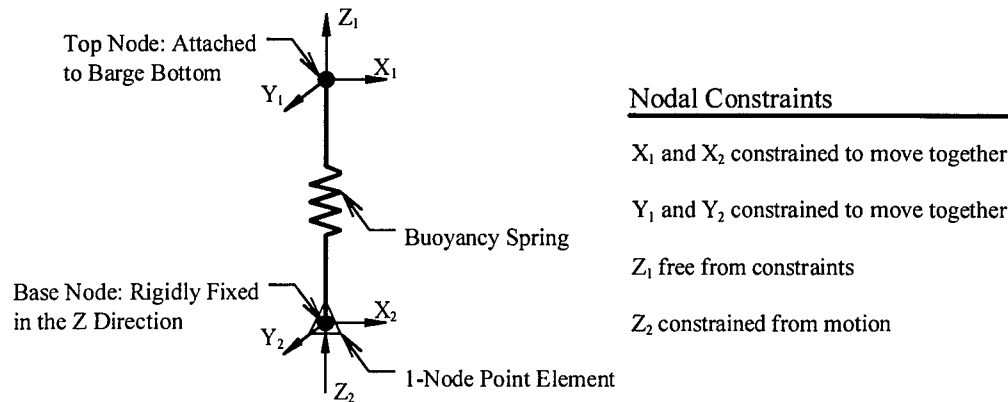 Z1
Top Node: Attached
to Barge Bottom
X1
Y1
Nodal Constraints
X1 and X2 constrained to move together
Y1 and Y2 constrained to move together
Buoyancy Spring
Z1 free from constraints
Base Node: Rigidly Fixed
in the Z Direction
X2
Z2 constrained from motion
Y2
1-Node Point Element
Z2